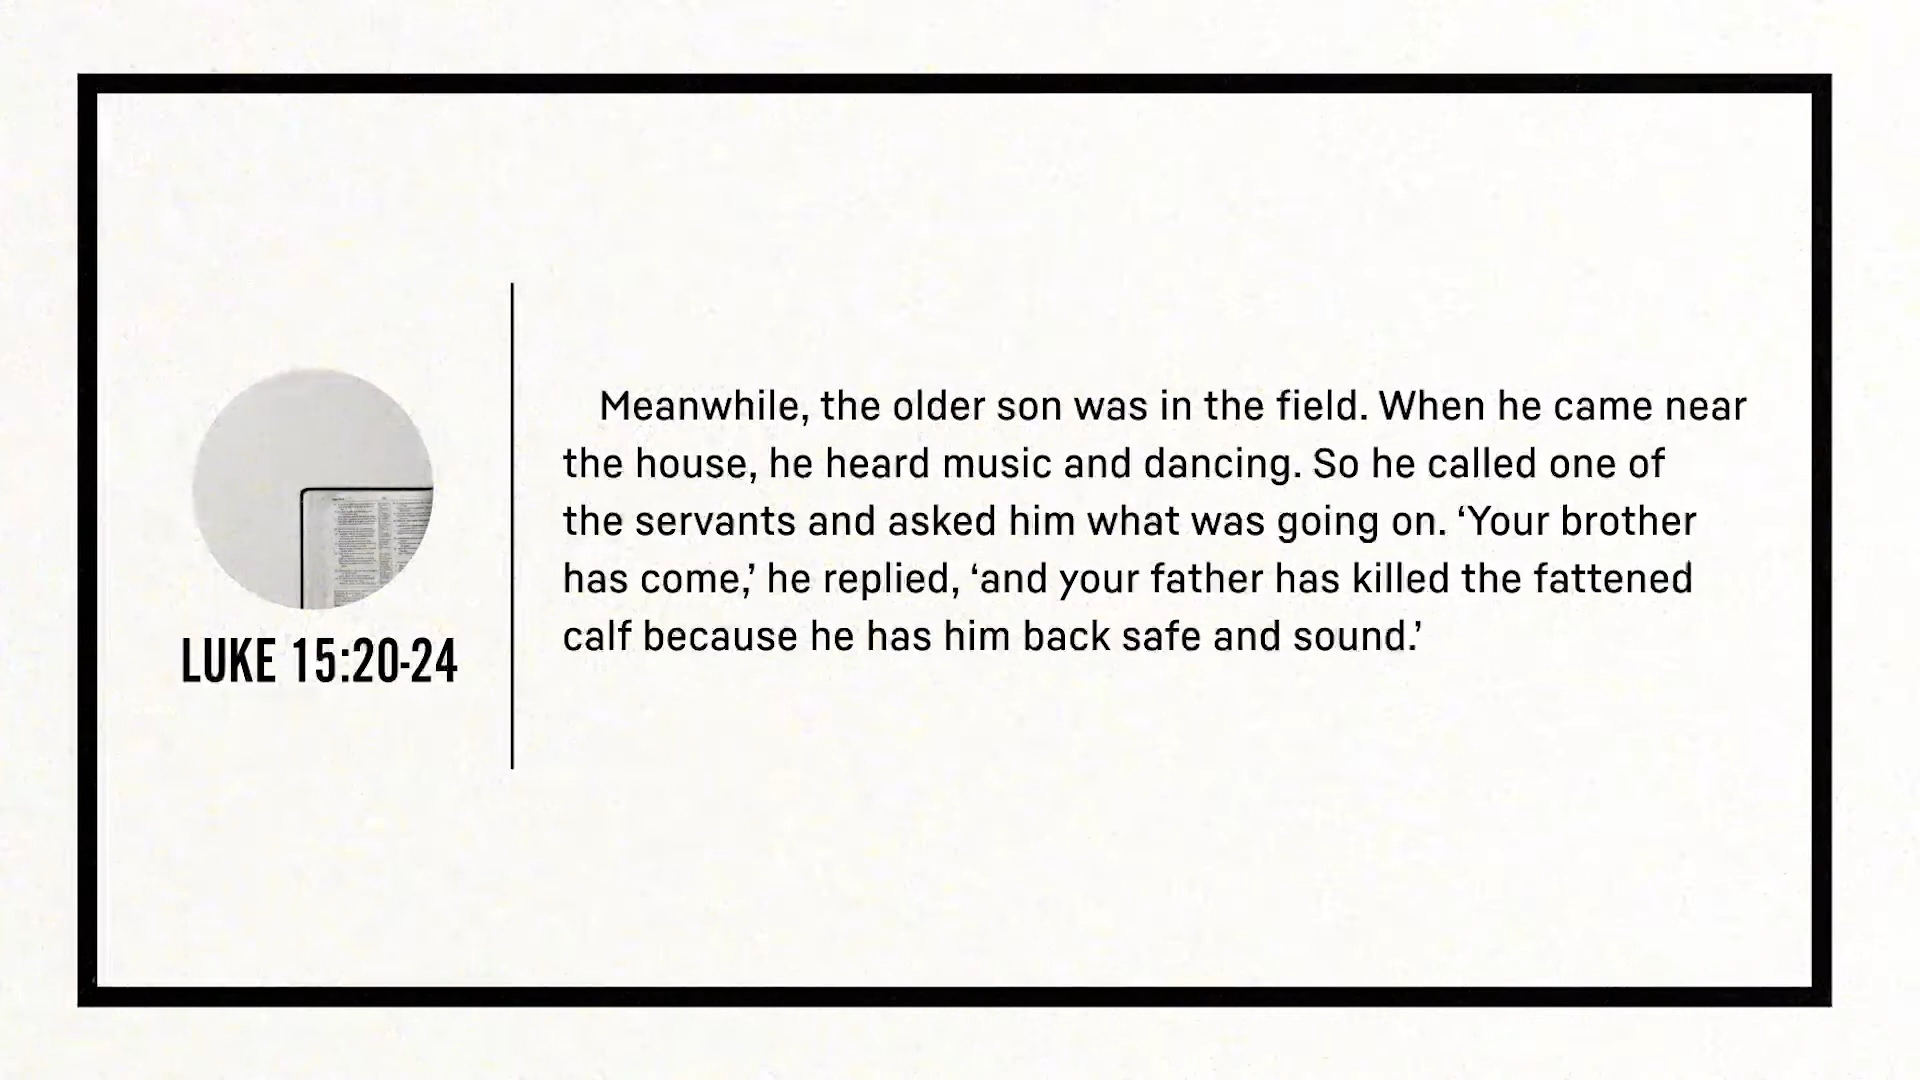 LUKE 15:20-24
Meanwhile, the older son was in the field. When he came near
the house, he heard music and dancing. So he called one of
the servants and asked him what was going on. ‘Your brother
has come,’ he replied, ‘and your father has killed the fattened
calf because he has him back safe and sound.’